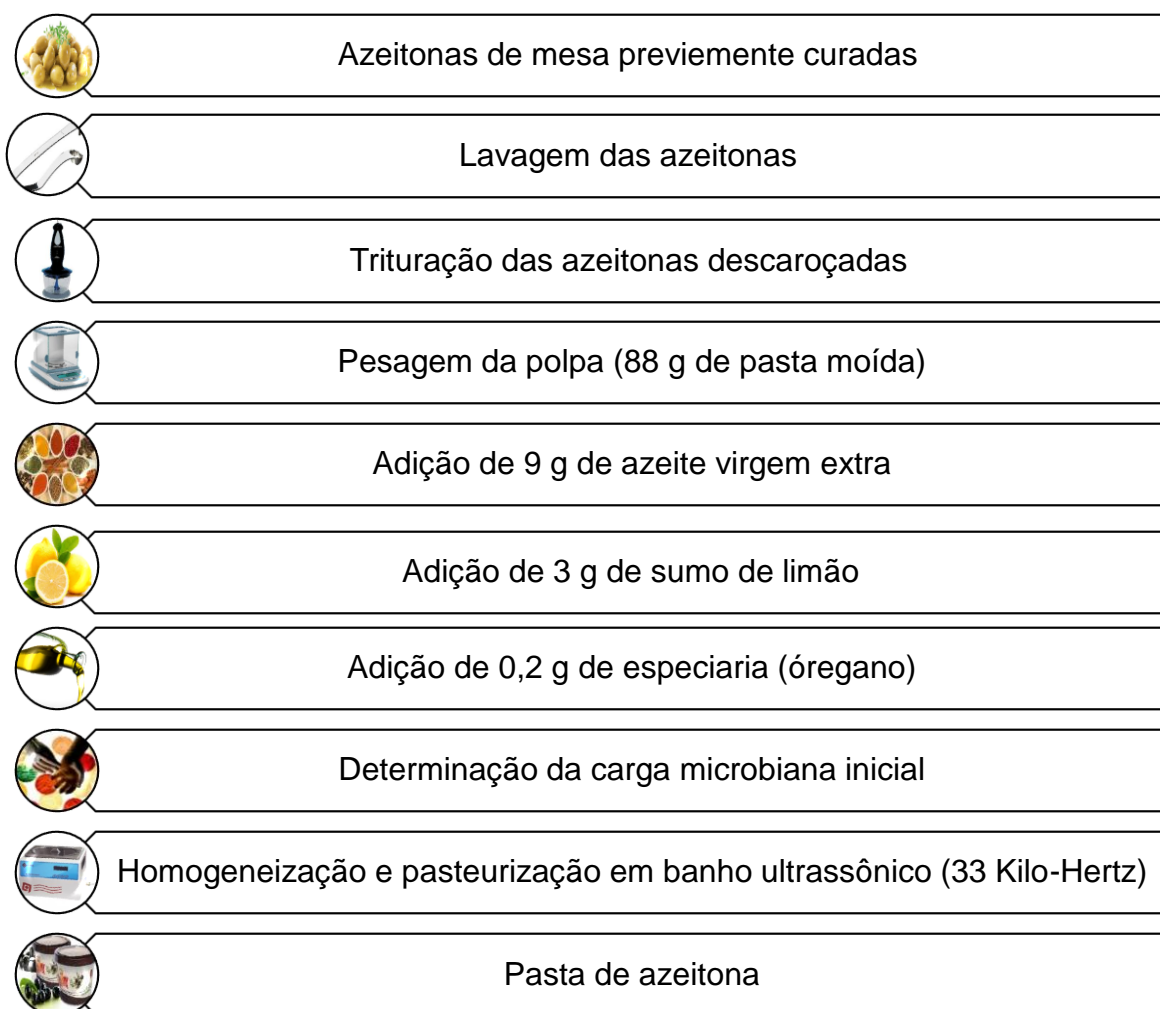 Azeitonas de mesa previemente curadas
Lavagem das azeitonas
Trituração das azeitonas descaroçadas
Pesagem da polpa (88 g de pasta moída)
Adição de 9 g de azeite virgem extra
Adição de 3 g de sumo de limão
Adição de 0,2 g de especiaria (óregano)
Determinação da carga microbiana inicial
Homogeneização e pasteurização em banho ultrassônico (33 Kilo-Hertz)
Pasta de azeitona